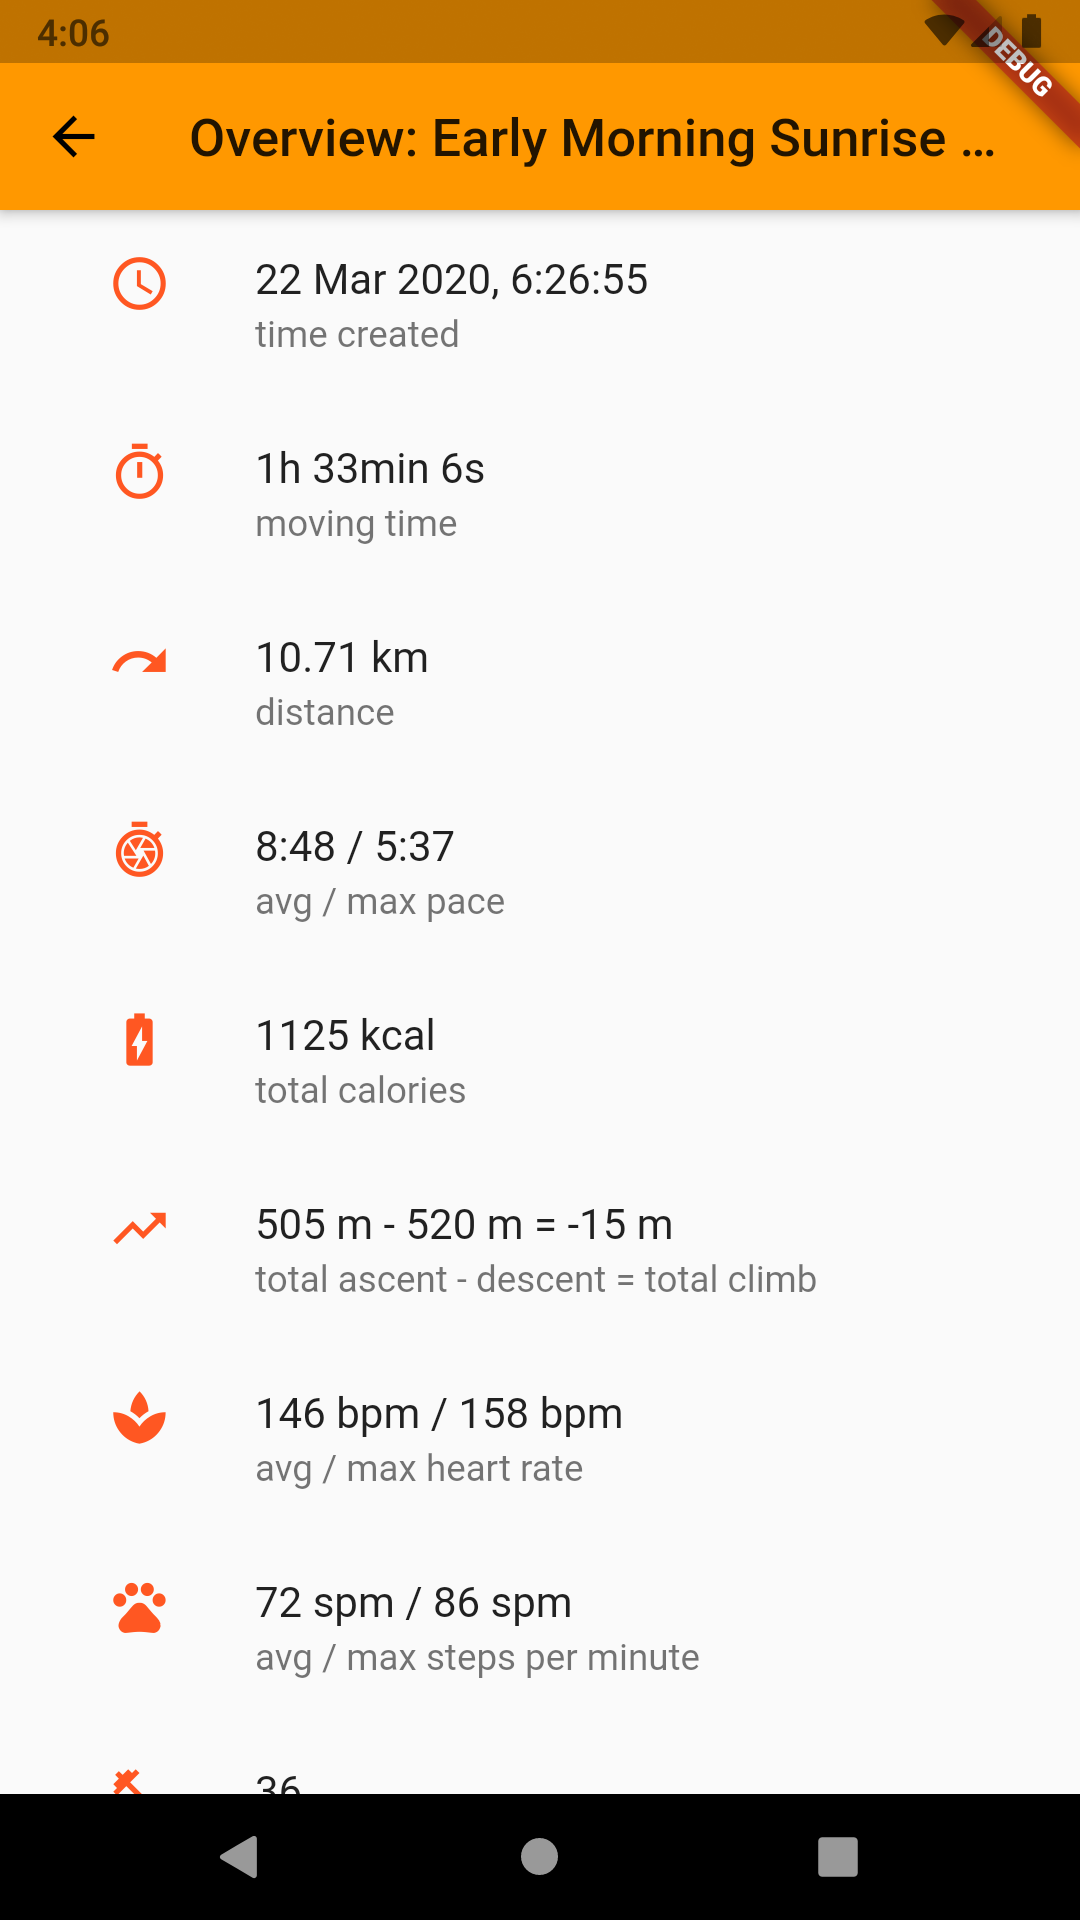 4:06
DEBUG
Overview: Early Morning Sunrise ...
22 Mar 2020, 6:26:55
time created
1h 33min 6s
moving time
10.71 km
distance
8:48 / 5:37
avg / max pace
1125 kcal
total calories
505 m - 520 m = -15 m
total ascent - descent = total climb
146 bpm / 158 bpm
avg / max heart rate
72 spm / 86 spm
avg / max steps per minute
36